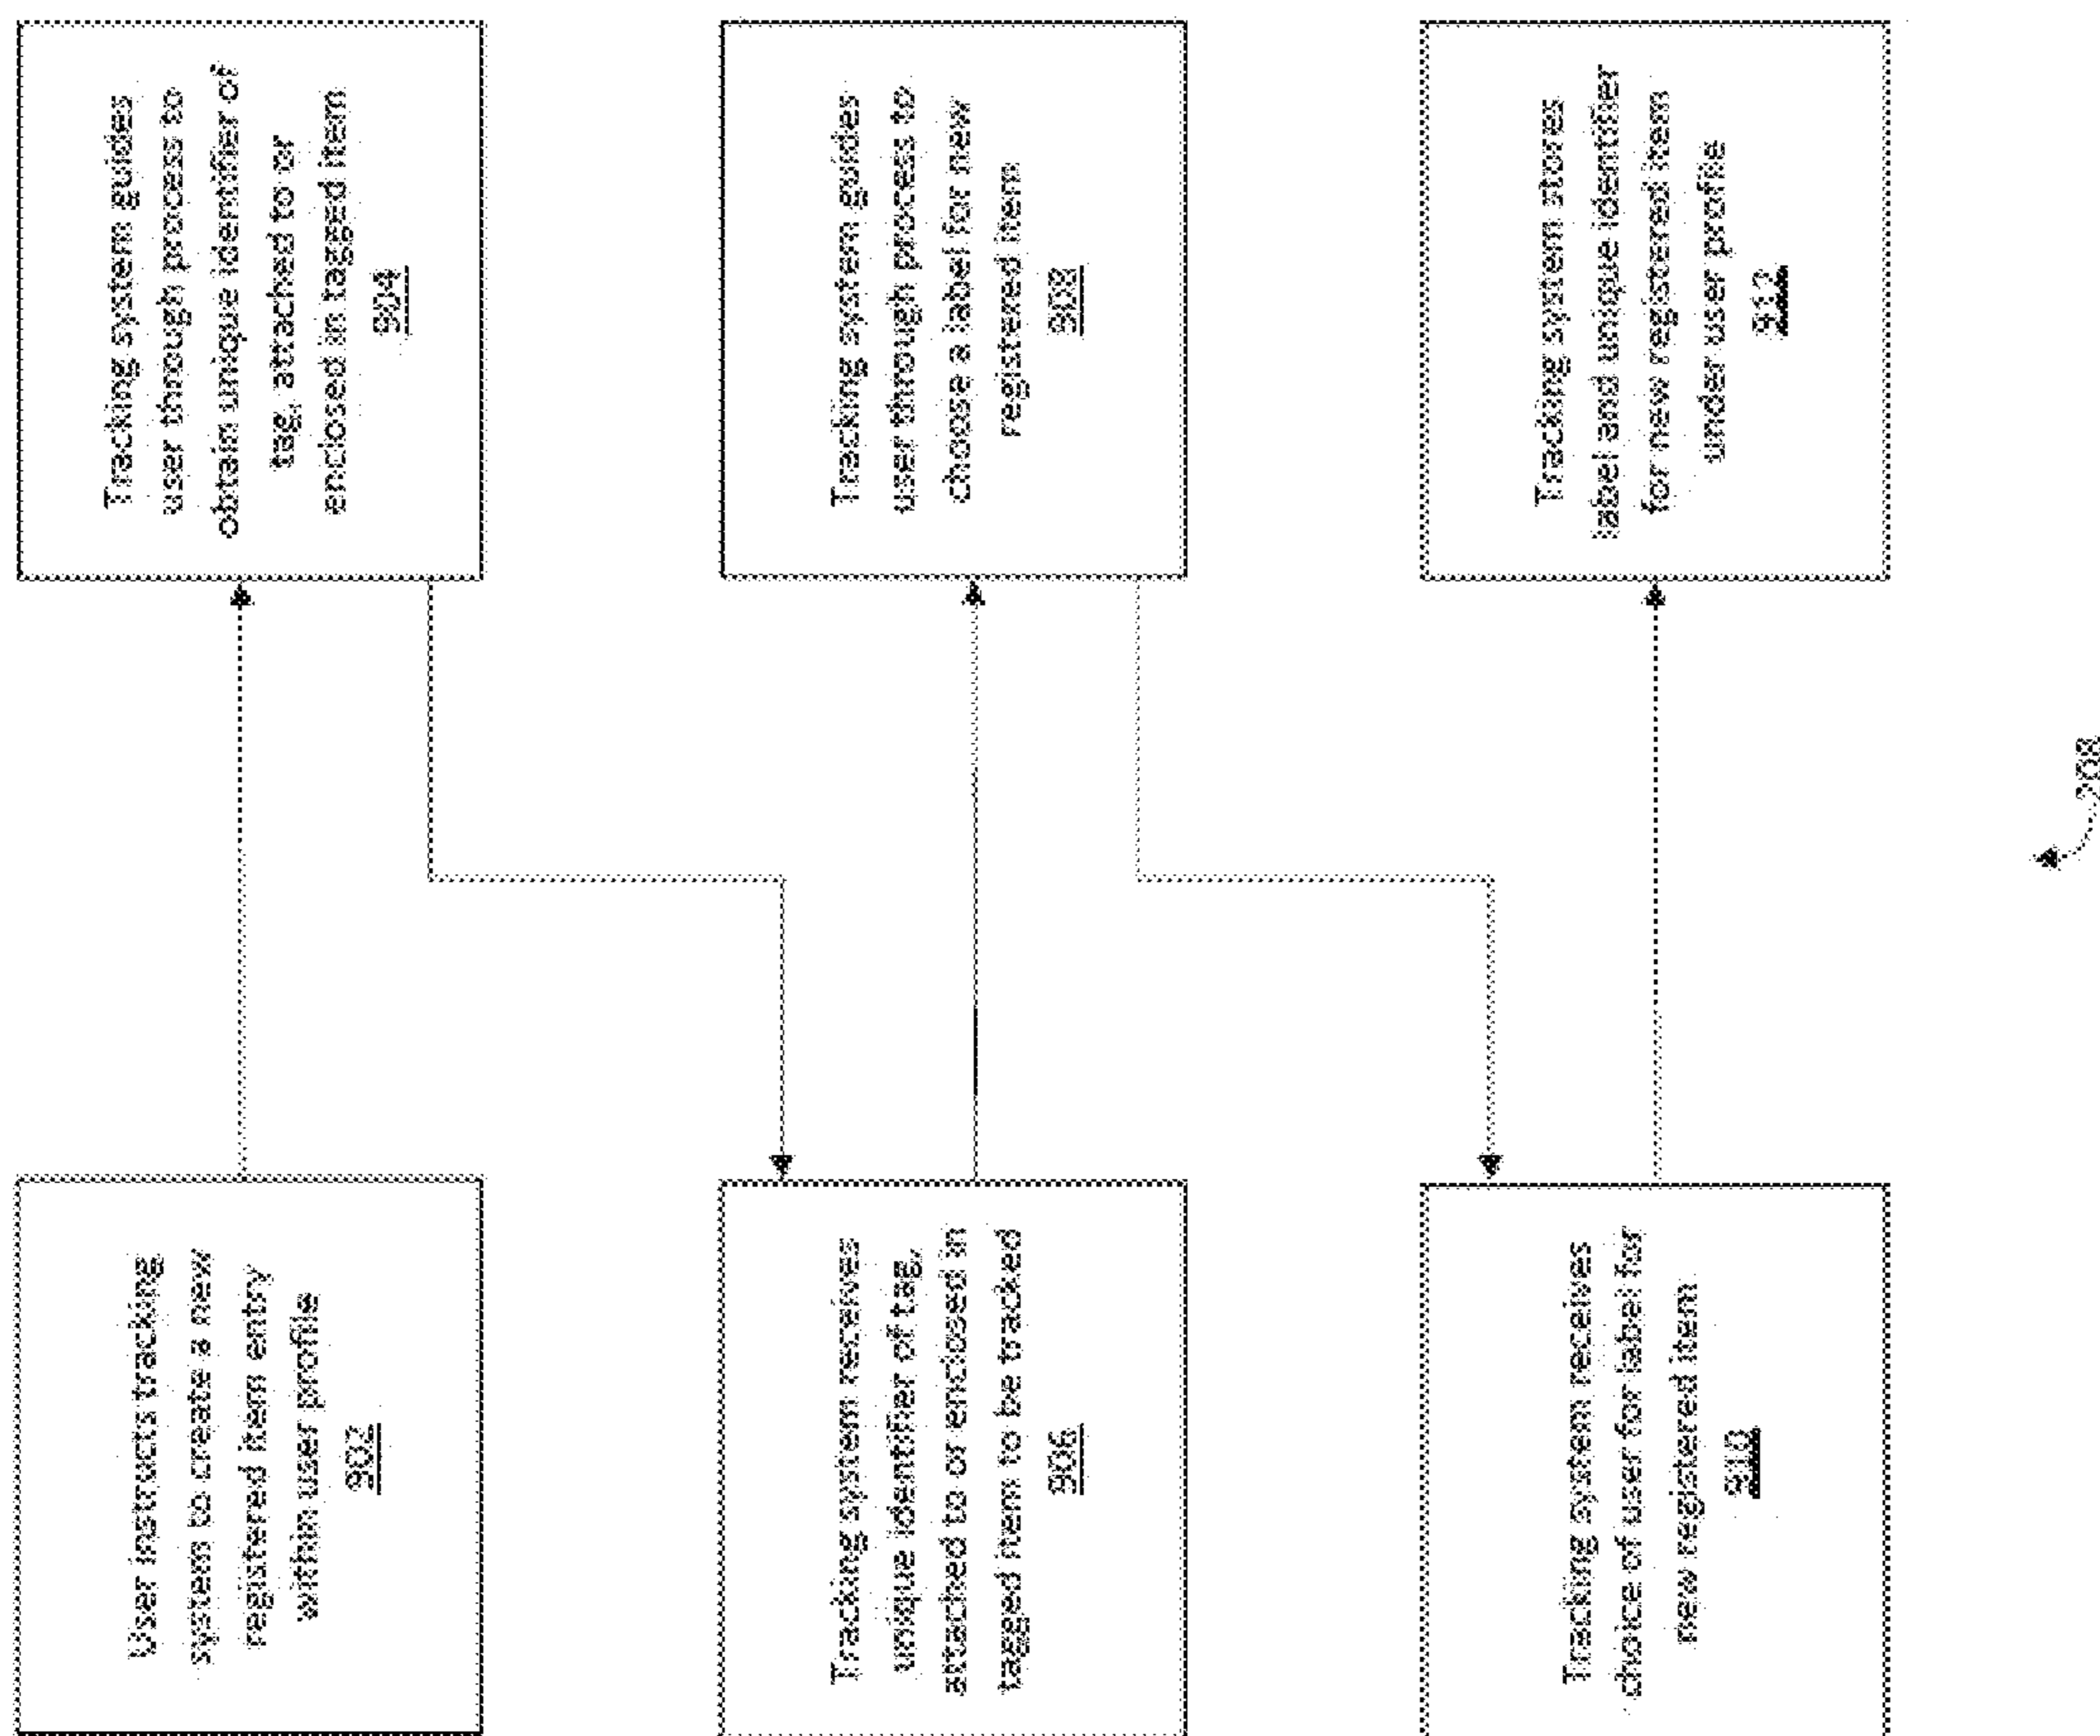 User instructs tracking
system to create a new
registered item entry
within user profile
902
Tracking system guides
user through process to
obtain unique identifier of
tag, attached to or
enclosed in tagged item
904
Tracking system receives
unique identifier of tag,
attached to or enclosed in
tagged item to be tracked
906
Tracking system guides
user through process to
choose a label for new
registered item
908
Tracking system receives
choice of user for label for
new registered item
910
Tracking system stores
label and unique identifier
for new registered item
under user profile
912
208